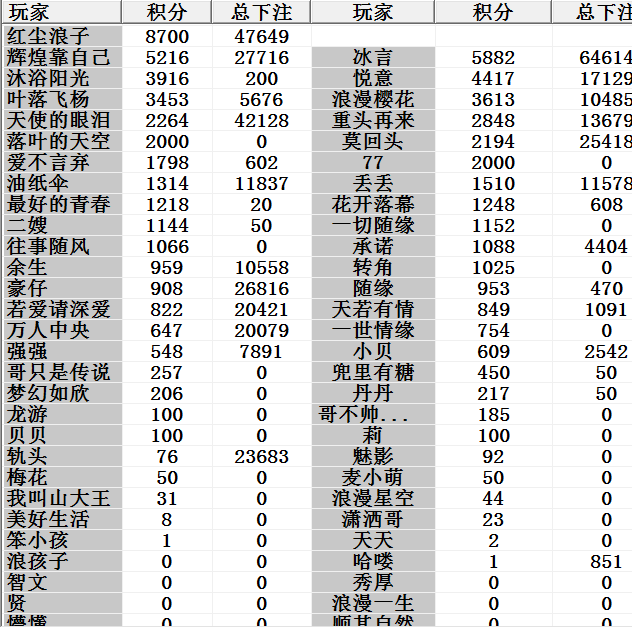 玩家 积分 总下注 玩家 积分 总下注
红尘浪子 8700 47649
辉煌靠自己 5216 27716 冰言 5882 64614
沐浴阳光 3916 200 悦意 4417 17129
叶落飞杨 3453 5676 浪漫樱花 3613 10485
天使的眼泪 2264 42128 重头再来 2848 13679
落叶的天空 2000 0 莫回头 2194 25418
爱不言弃 1798 602 77 2000 0
油纸伞 1314 11837 丢丢 1510 11578
最好的青春 1218 20 花开落幕 1248 608
二嫂 1144 50 一切随缘 1152 0
往事随风 1066 0 承诺 1088 4404
余生 959 10558 转角 1025 0
豪仔 908 26816 随缘 953 470
若爱请深爱 822 20421 天若有情 849 1091
万人中央 647 20079 一世情缘 754 0
强强 548 7891 小贝 609 2542
哥只是传说 257 0 兜里有糖 450 50
梦幻如欣 206 0 丹丹 217 50
龙游 100 0 哥不帅... 185 0
贝贝 100 0 莉 100 0
轨头 76 23683 魅影 92 0
梅花 50 0 麦小萌 50 0
我叫山大王 31 0 浪漫星空 44 0
美好生活 8 0 潇洒哥 23 0
笨小孩 1 0 天天 2 0
浪孩子 0 0 哈喽 1 851
智文 0 0 秀厚 0 0
贤 0 0 浪漫一生 0 0
懵懂 0 0 顺其自然 0 0